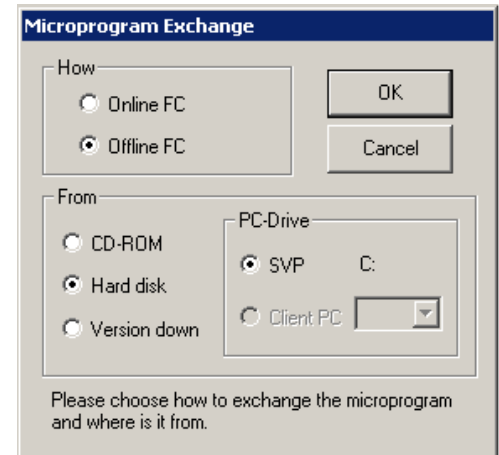 Microprogram Exchange
How
Online FC
Offline FC
OK
Cancel
From
CD-ROM
Hard disk
Version down
PC-Drive
SVP C:
Client PC
Please choose how to exchange the microprogram
and where is it from.